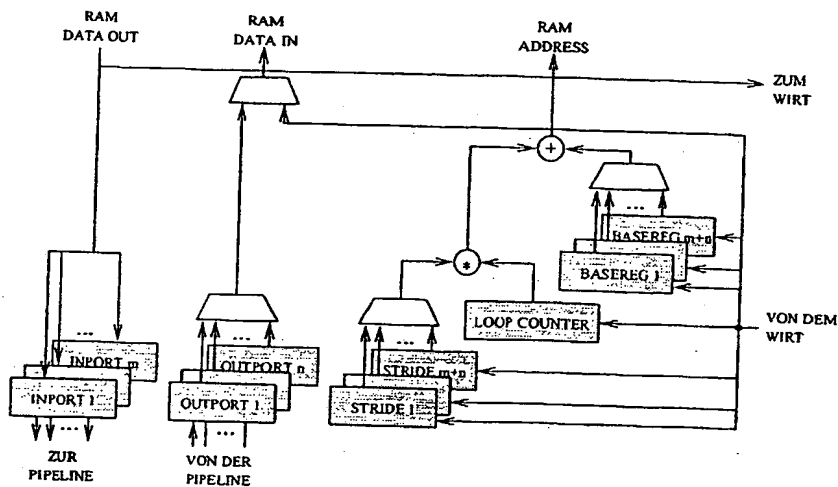 RAM
DATA OUT
RAM
DATA IN
RAM
ADDRESS
ZUM
WIRT
+
...
BASEREG m+n
BASEREG 1
*
...
INPORT m
INPORT 1
...
ZUR
PIPELINE
...
OUTPORT n
OUTPORT 1
...
VON DER
PIPELINE
...
STRIDE m+n
STRIDE 1
LOOP COUNTER
VON DEM
WIRT